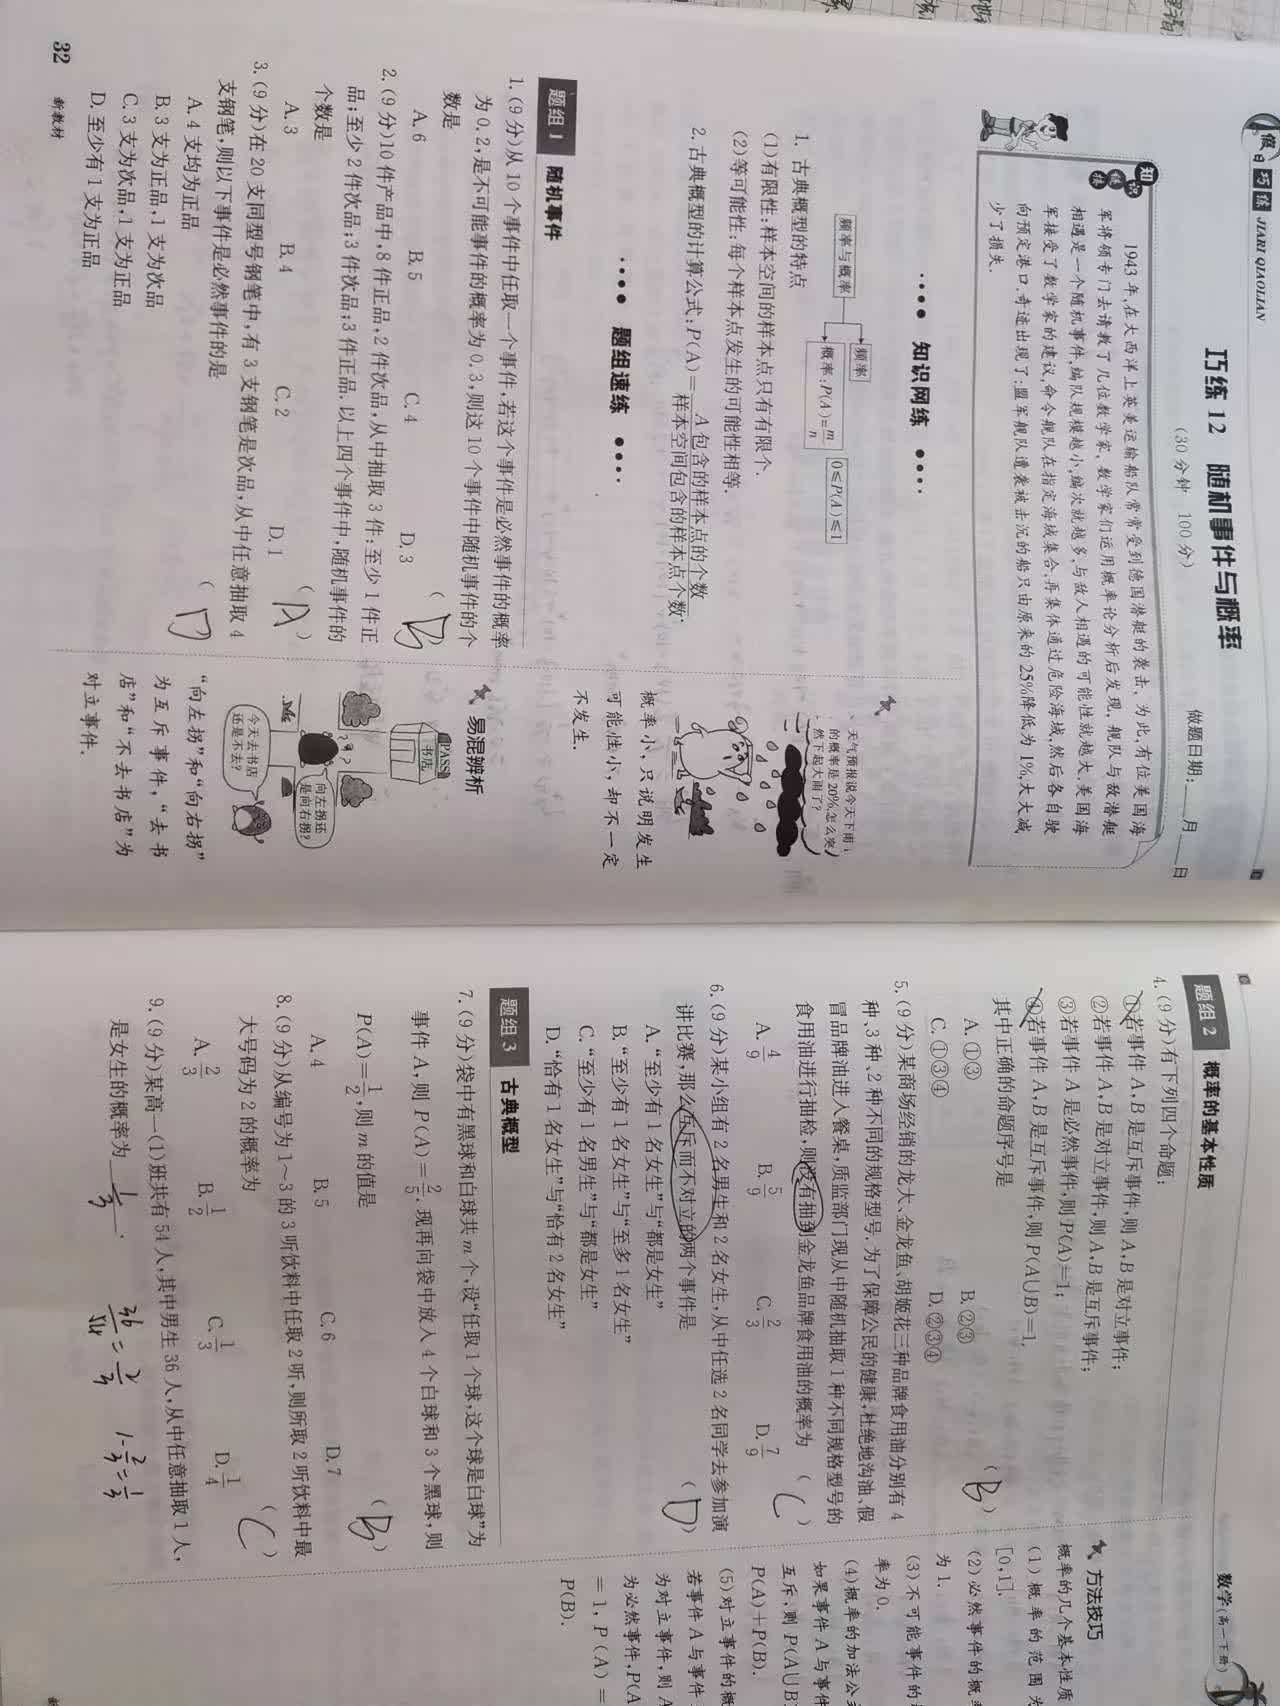 假日巧练 JIARI QIAOLIAN
巧练12 随机事件与概率
(30分钟 100分)
做题日期:____月____日
知识链接
1943年,在大西洋上英美运输船队常常受到德国潜艇的袭击,为此,有位美国海
军将领专门去请教了几位数学家,数学家们运用概率论分析后发现,舰队与敌潜艇
相遇是一个随机事件,编队规模越小,编次就越多,与敌人相遇的可能性就越大.美国海
军接受了数学家的建议,命令舰队在指定海域集合,再集体通过危险海域,然后各自驶
向预定港口.奇迹出现了:盟军舰队遭袭被击沉的船只由原来的25%降低为1%,大大减
少了损失.
知识网练
频率与概率
频率
概率:P(A)=m/n
0≤P(A)≤1
1. 古典概型的特点
(1)有限性:样本空间的样本点只有有限个.
(2)等可能性:每个样本点发生的可能性相等.
2.古典概型的计算公式:P(A)=A包含的样本点的个数/样本空间包含的样本点个数.
天气预报说今天下雨
的概率是20%,怎么突
然下起大雨了?
概率小,只说明发生
可能性小,却不一定
不发生.
题组速练
题组1 随机事件
1.(9分)从10个事件中任取一个事件,若这个事件是必然事件的概率
为0.2,是不可能事件的概率为0.3,则这10个事件中随机事件的个
数是 ( B )
A.6 B.5 C.4 D.3
2.(9分)10件产品中,8件正品,2件次品,从中抽取3件:至少1件正
品;至少2件次品;3件次品;3件正品.以上四个事件中,随机事件的
个数是 ( A )
A.3 B.4 C.2 D.1
3.(9分)在20支同型号钢笔中,有3支钢笔是次品,从中任意抽取4
支钢笔,则以下事件是必然事件的是 ( D
A.4支均为正品
B.3支为正品,1支为次品
C.3支为次品,1支为正品
D.至少有1支为正品
易混辨析
PASS
书店
? ? ?
向左拐还
是向右拐?
今天去书店
还是不去?
“向左拐”和“向右拐”
为互斥事件,“去书
店”和“不去书店”为
对立事件.
32 新教材
数学(高一下册)
题组2 概率的基本性质
4.(9分)有下列四个命题:
①若事件A,B是互斥事件,则A,B是对立事件;
②若事件A,B是对立事件,则A,B是互斥事件;
③若事件A是必然事件,则P(A)=1;
④若事件A,B是互斥事件,则P(A∪B)=1.
其中正确的命题序号是 ( B )
A.①③ B.②③
C.①③④ D.②③④
5.(9分)某商场经销的龙大、金龙鱼、胡姬花三种品牌食用油分别有4
种、3种、2种不同的规格型号.为了保障公民的健康,杜绝地沟油、假
冒品牌油进入餐桌,质监部门现从中随机抽取1种不同规格型号的
食用油进行抽检,则没有抽到金龙鱼品牌食用油的概率为 ( C )
A.4/9 B.5/9 C.2/3 D.7/9
6.(9分)某小组有2名男生和2名女生,从中任选2名同学去参加演
讲比赛,那么互斥而不对立的两个事件是 ( D )
A.“至少有1名女生”与“都是女生”
B.“至少有1名女生”与“至多1名女生”
C.“至少有1名男生”与“都是女生”
D.“恰有1名女生”与“恰有2名女生”
题组3 古典概型
7.(9分)袋中有黑球和白球共m个,设“任取1个球,这个球是白球”为
事件A,则P(A)=2/5.现再向袋中放入4个白球和3个黑球,则
P(A)=1/2,则m的值是 ( B )
A.4 B.5 C.6 D.7
8.(9分)从编号为1~3的3听饮料中任取2听,则所取2听饮料中最
大号码为2的概率为 ( C )
A.2/3 B.1/2 C.1/3 D.1/4
9.(9分)某高一(1)班共有54人,其中男生36人,从中任意抽取1人,
是女生的概率为 1/3 .
36/54=2/3 1-2/3=1/3
方法技巧
概率的几个基本性质
(1)概率的范围为
[0,1].
(2)必然事件的概率
为1.
(3)不可能事件的
率为0.
(4)概率的加法公式
如果事件A与事件
互斥,则P(A∪B
P(A)+P(B).
(5)对立事件的概
若事件A与事件
为对立事件,则A
为必然事件,P(A
=1,P(A)=
P(B).